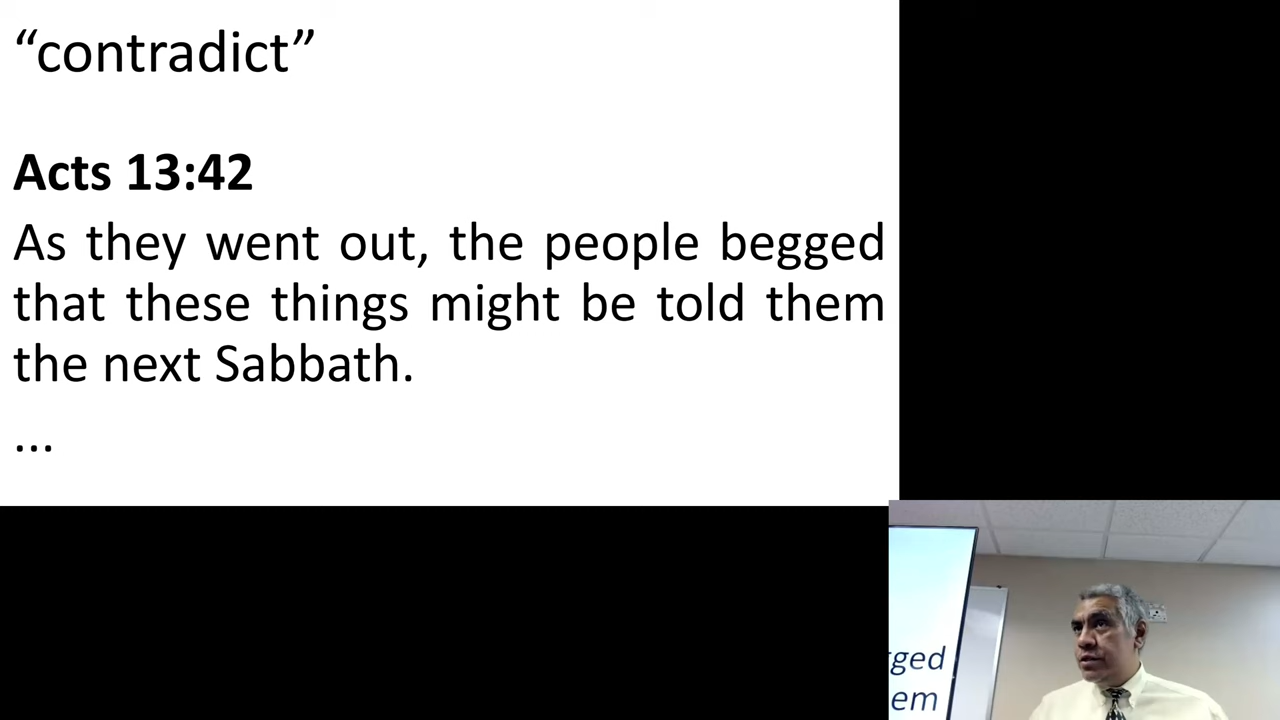 “contradict”
Acts 13:42
As they went out, the people begged
that these things might be told them
the next Sabbath.
...
gged
em